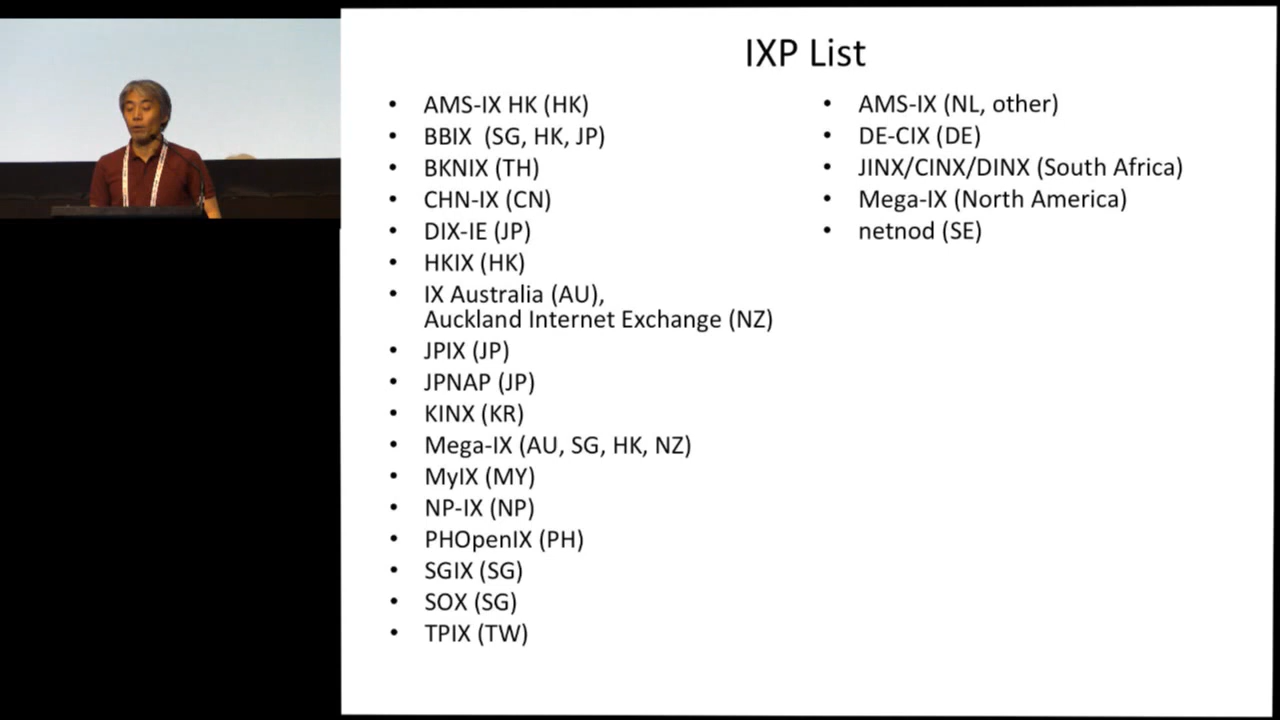 IXP List
• AMS-IX HK (HK)
• BBIX  (SG, HK, JP)
• BKNIX (TH)
• CHN-IX (CN)
• DIX-IE (JP)
• HKIX (HK)
• IX Australia (AU),
Auckland Internet Exchange (NZ)
• JPIX (JP)
• JPNAP (JP)
• KINX (KR)
• Mega-IX (AU, SG, HK, NZ)
• MyIX (MY)
• NP-IX (NP)
• PHOpenIX (PH)
• SGIX (SG)
• SOX (SG)
• TPIX (TW)
• AMS-IX (NL, other)
• DE-CIX (DE)
• JINX/CINX/DINX (South Africa)
• Mega-IX (North America)
• netnod (SE)